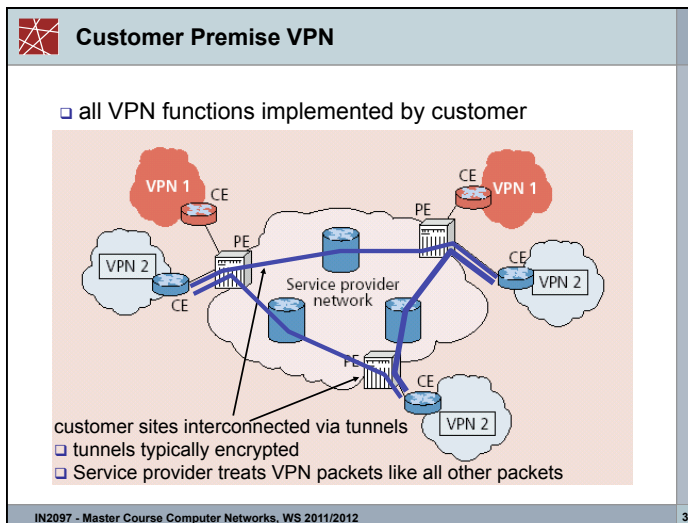 Customer Premise VPN
all VPN functions implemented by customer
CE
VPN 1
VPN 1
CE
PE
PE
VPN 2
CE
CE
VPN 2
Service provider
network
PE
CE
VPN 2
customer sites interconnected via tunnels
tunnels typically encrypted
Service provider treats VPN packets like all other packets
IN2097 - Master Course Computer Networks, WS 2011/2012
3